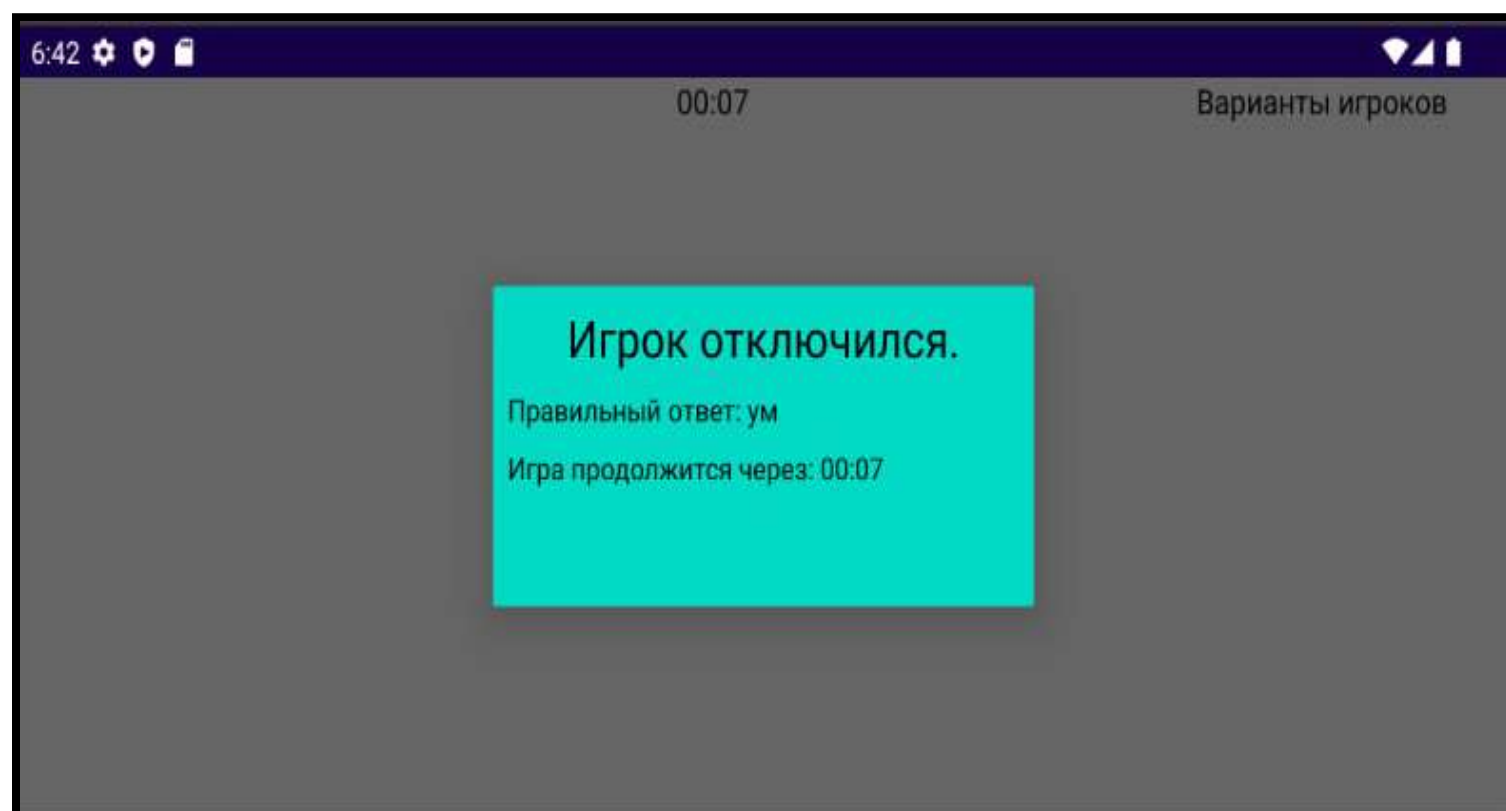 6:42
00:07
Варианты игроков
Игрок отключился.
Правильный ответ: ум
Игра продолжится через: 00:07